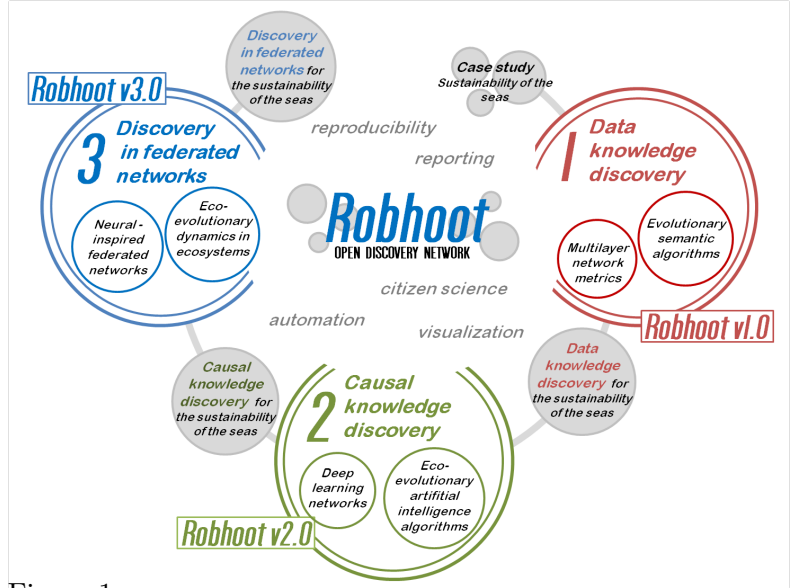 Discovery
in federated
networks for
the sustainability
of the seas
Case study
Sustainability of the
seas
Robhoot v3.0
3
Discovery
in federated
networks
Neural-
inspired
federated
networks
Eco-
evolutionary
dynamics in
ecosystems
reproducibility
reporting
1
Data
knowledge
discovery
Multilayer
network
metrics
Evolutionary
semantic
algorithms
Robhoot v1.0
Robhoot
OPEN DISCOVERY NETWORK
citizen science
automation
visualization
Causal
knowledge
discovery for
the sustainability
of the seas
Data
knowledge
discovery for
the sustainability
of the seas
2
Causal
knowledge
discovery
Deep
learning
networks
Eco-
evolutionary
artifitial
intelligence
algorithms
Robhoot v2.0